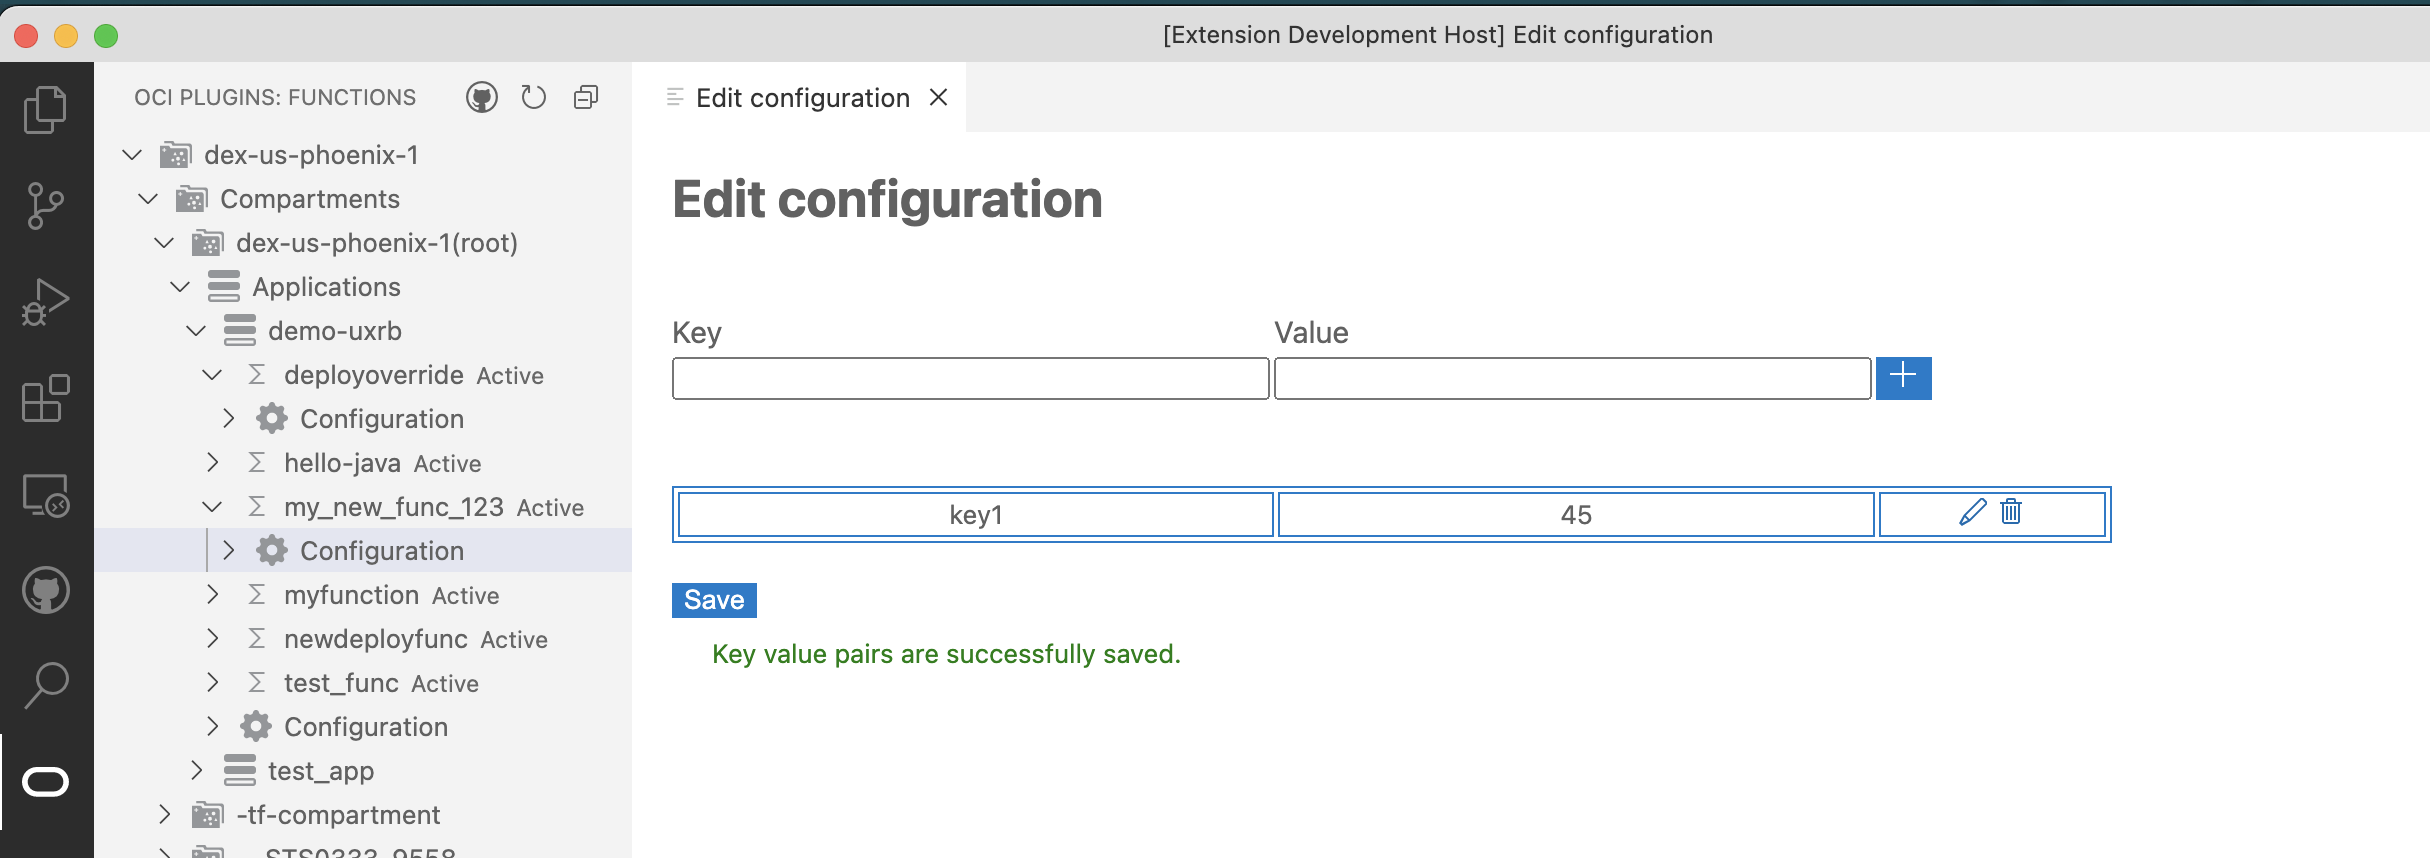 [Extension Development Host] Edit configuration
OCI PLUGINS: FUNCTIONS
dex-us-phoenix-1
Compartments
dex-us-phoenix-1(root)
Applications
demo-uxrb
deployoverride Active
Configuration
hello-java Active
my_new_func_123 Active
Configuration
myfunction Active
newdeployfunc Active
test_func Active
Configuration
test_app
-tf-compartment
Edit configuration
Edit configuration
Key Value
key1 45
Save
Key value pairs are successfully saved.